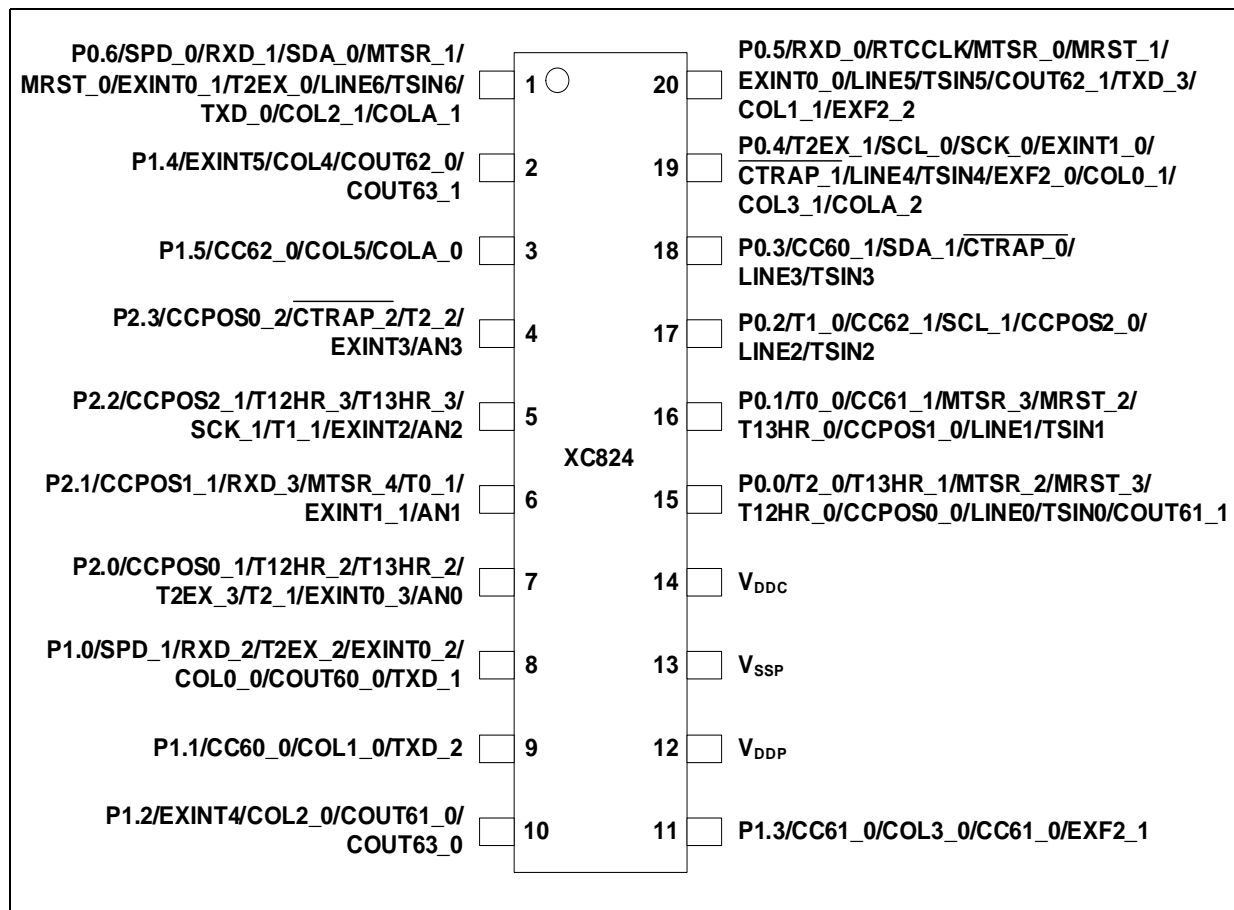 P0.6/SPD_0/RXD_1/SDA_0/MTSR_1/
MRST_0/EXINT0_1/T2EX_0/LINE6/TSIN6/
TXD_0/COL2_1/COLA_1
1
P1.4/EXINT5/COL4/COUT62_0/
COUT63_1
2
P1.5/CC62_0/COL5/COLA_0
3
P2.3/CCPOS0_2/CTRAP_2/T2_2/
EXINT3/AN3
4
P2.2/CCPOS2_1/T12HR_3/T13HR_3/
SCK_1/T1_1/EXINT2/AN2
5
P2.1/CCPOS1_1/RXD_3/MTSR_4/T0_1/
EXINT1_1/AN1
6
P2.0/CCPOS0_1/T12HR_2/T13HR_2/
T2EX_3/T2_1/EXINT0_3/AN0
7
P1.0/SPD_1/RXD_2/T2EX_2/EXINT0_2/
COL0_0/COUT60_0/TXD_1
8
P1.1/CC60_0/COL1_0/TXD_2
9
P1.2/EXINT4/COL2_0/COUT61_0/
COUT63_0
10
XC824
20
P0.5/RXD_0/RTCCLK/MTSR_0/MRST_1/
EXINT0_0/LINE5/TSIN5/COUT62_1/TXD_3/
COL1_1/EXF2_2
19
P0.4/T2EX_1/SCL_0/SCK_0/EXINT1_0/
CTRAP_1/LINE4/TSIN4/EXF2_0/COL0_1/
COL3_1/COLA_2
18
P0.3/CC60_1/SDA_1/CTRAP_0/
LINE3/TSIN3
17
P0.2/T1_0/CC62_1/SCL_1/CCPOS2_0/
LINE2/TSIN2
16
P0.1/T0_0/CC61_1/MTSR_3/MRST_2/
T13HR_0/CCPOS1_0/LINE1/TSIN1
15
P0.0/T2_0/T13HR_1/MTSR_2/MRST_3/
T12HR_0/CCPOS0_0/LINE0/TSIN0/COUT61_1
14
VDDC
13
VSSP
12
VDDP
11
P1.3/CC61_0/COL3_0/CC61_0/EXF2_1